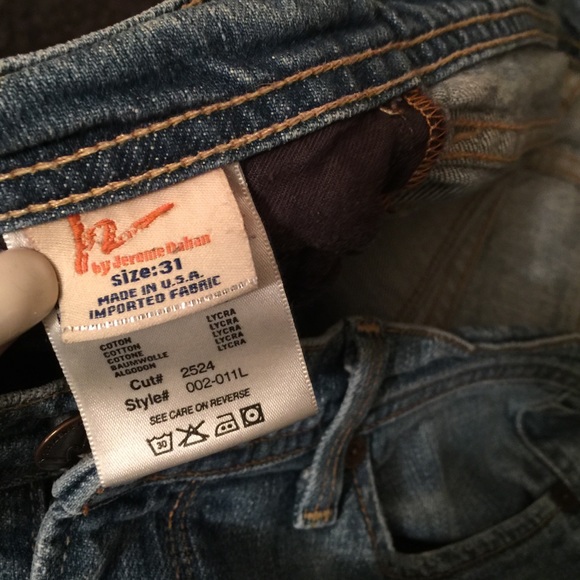 by Jerome Dahan
Size:31
MADE IN U.S.A.
IMPORTED FABRIC
COTON LYCRA
COTTON LYCRA
COTONE LYCRA
BAUMWOLLE LYCRA
ALGODON LYCRA
Cut# 2524
Style# 002-011L
SEE CARE ON REVERSE
30